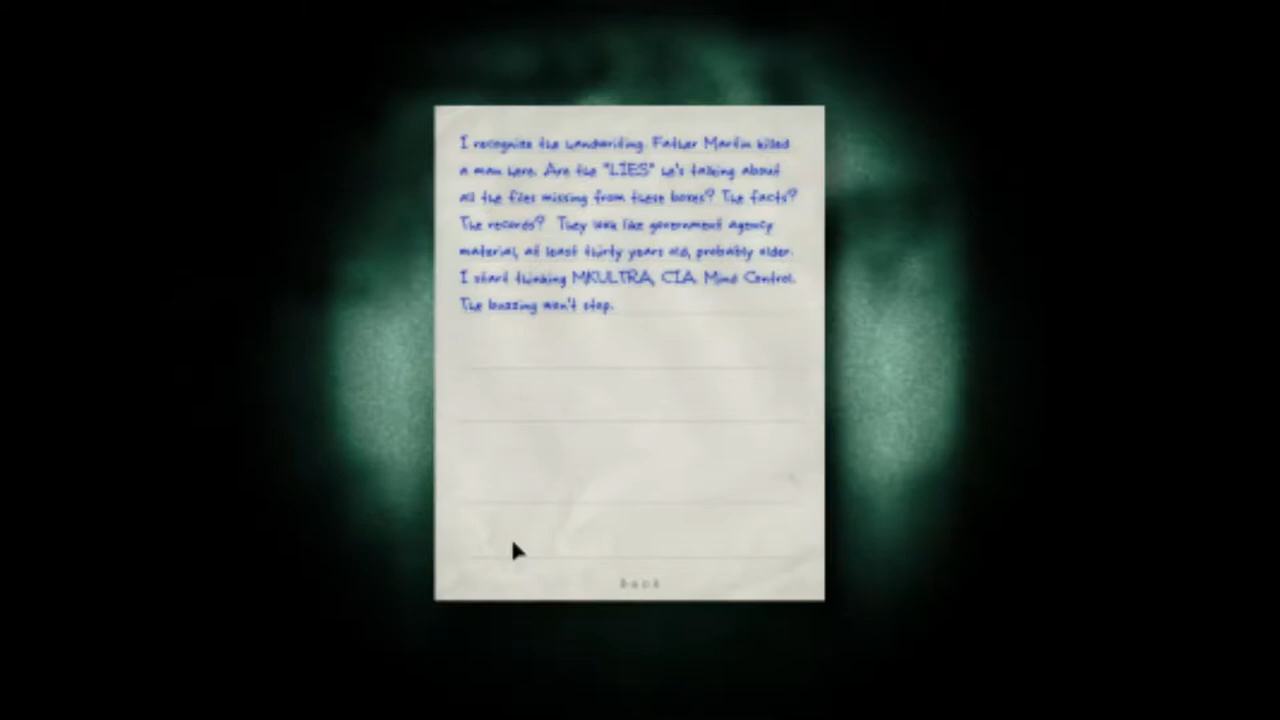 I recognize the handwriting. Father Martin killed
a man here. Are the "LIES" he's talking about
all the files missing from these boxes? The facts?
The records? They look like government agency
material, at least thirty years old, probably older.
I start thinking MKULTRA, CIA. Mind Control.
The buzzing won't stop.
back